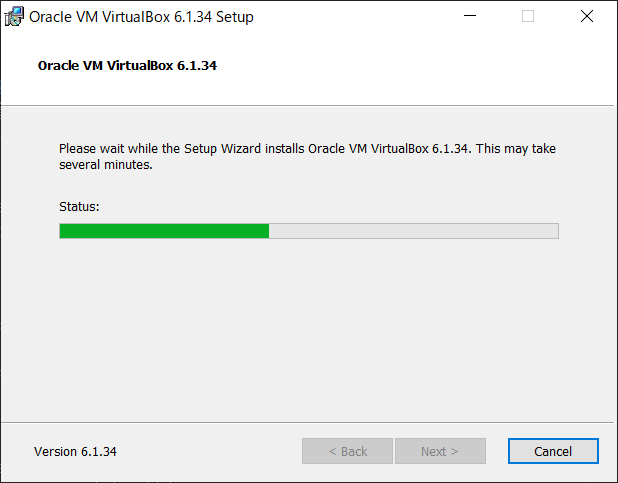 Oracle VM VirtualBox 6.1.34 Setup
Oracle VM VirtualBox 6.1.34
Please wait while the Setup Wizard installs Oracle VM VirtualBox 6.1.34. This may take
several minutes.
Status:
Version 6.1.34
< Back
Next >
Cancel